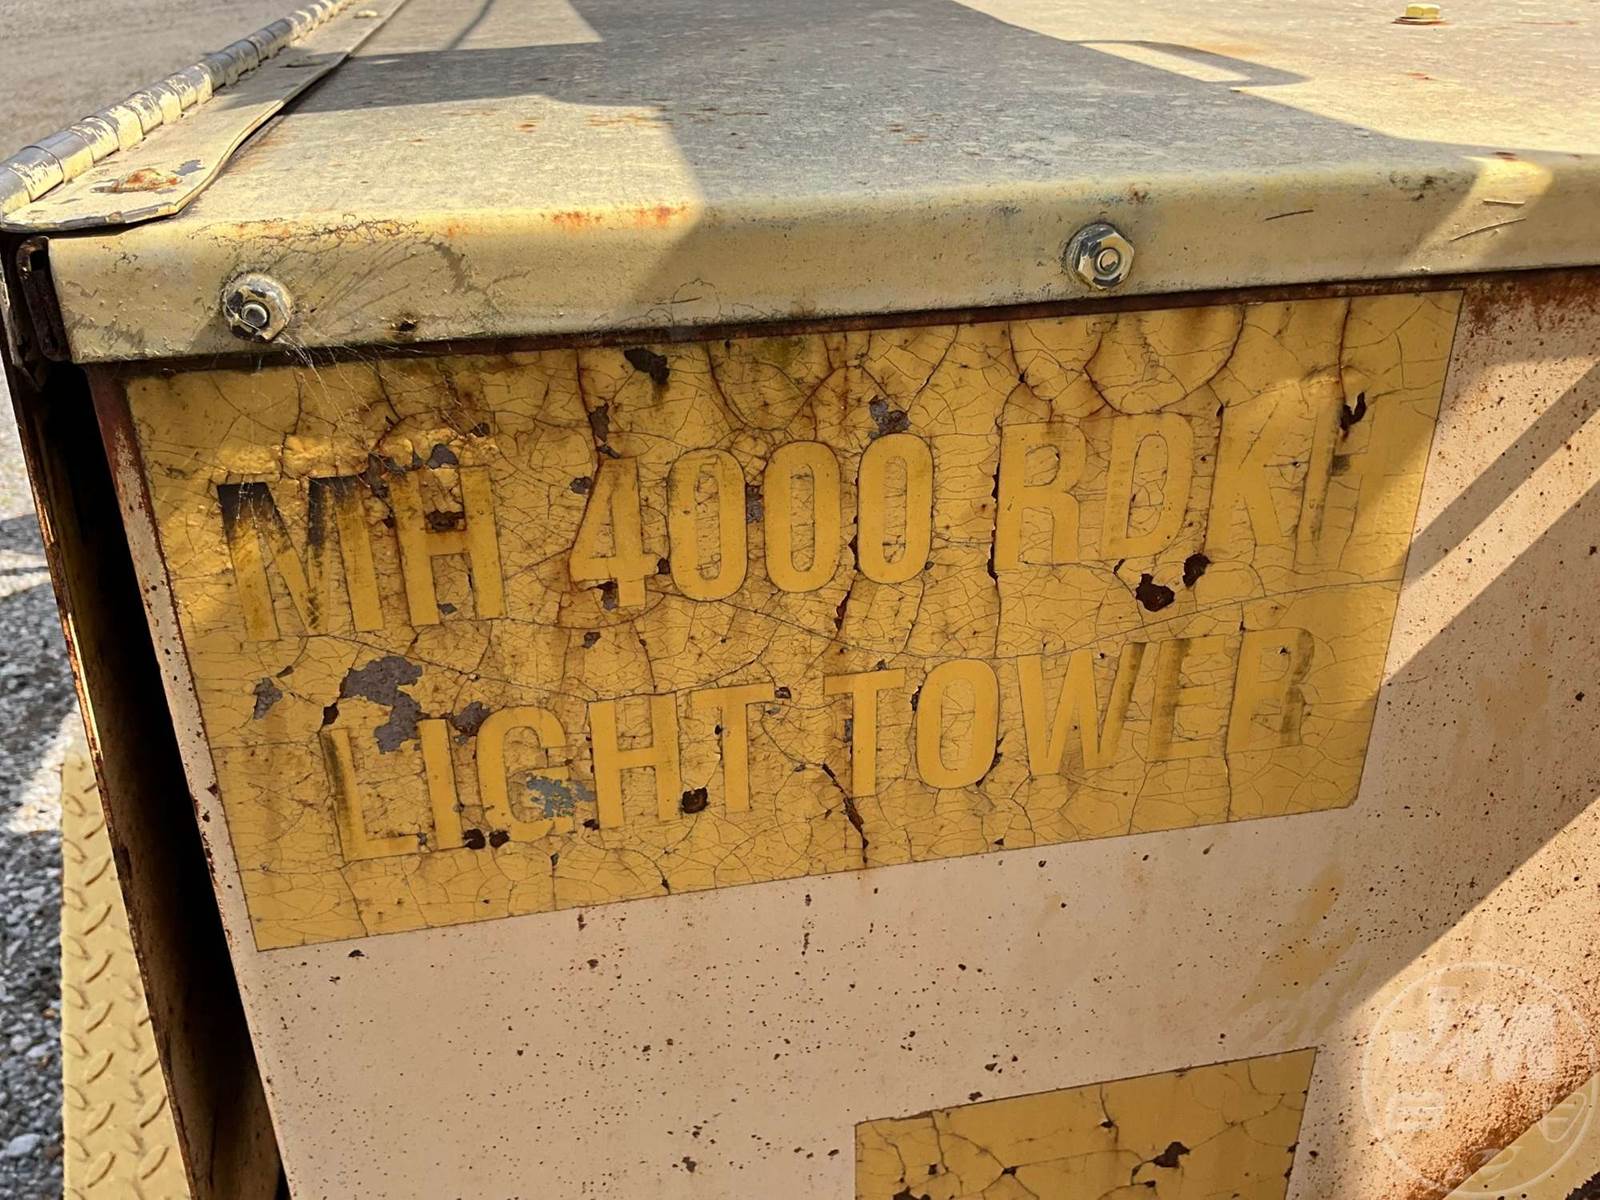 MH 4000 RDKH
LIGHT TOWER